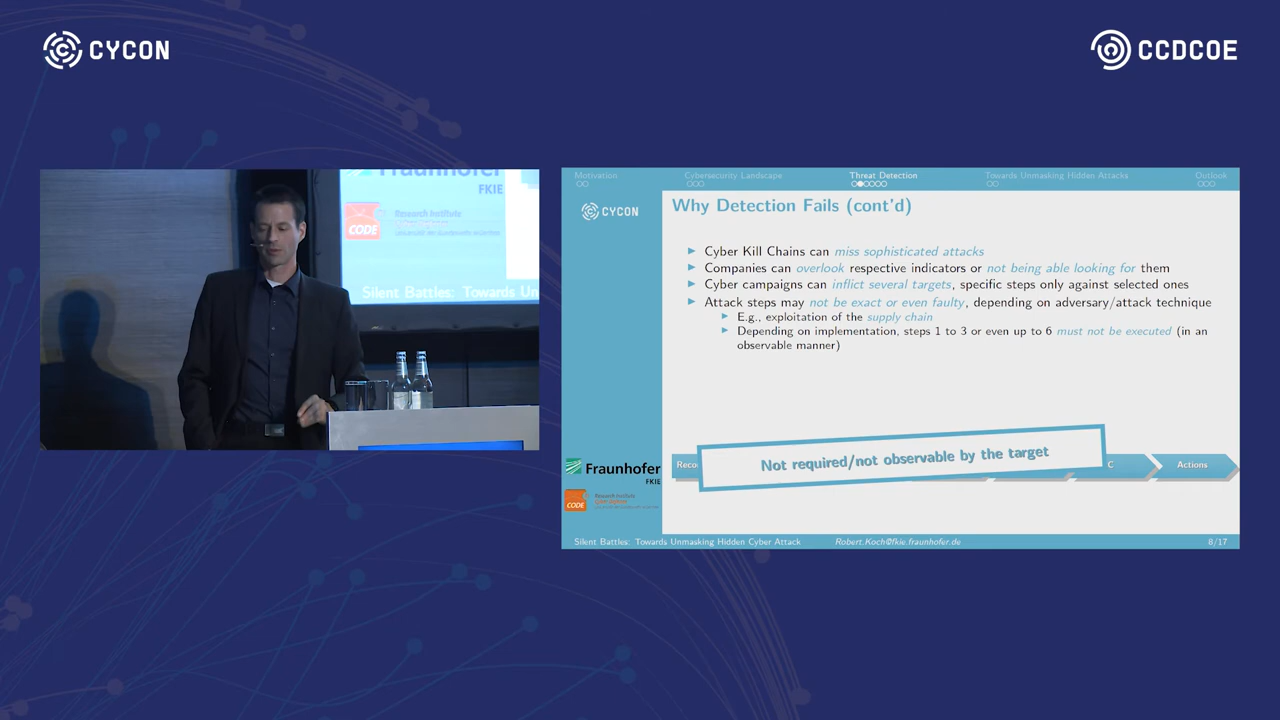 CYCON
CCDCOE
Fraunhofer
FKIE
CODE
Research Institute
Silent Battles: Towards Un
Motivation
Cybersecurity Landscape
Threat Detection
Towards Unmasking Hidden Attacks
Outlook
CYCON
Why Detection Fails (cont'd)
Cyber Kill Chains can miss sophisticated attacks
Companies can overlook respective indicators or not being able looking for them
Cyber campaigns can inflict several targets, specific steps only against selected ones
Attack steps may not be exact or even faulty, depending on adversary/attack technique
E.g., exploitation of the supply chain
Depending on implementation, steps 1 to 3 or even up to 6 must not be executed (in an
observable manner)
Not required/not observable by the target
Reco
C
Actions
Fraunhofer
FKIE
CODE
Research Institute
Silent Battles: Towards Unmasking Hidden Cyber Attack
Robert.Koch@fkie.fraunhofer.de
8/17